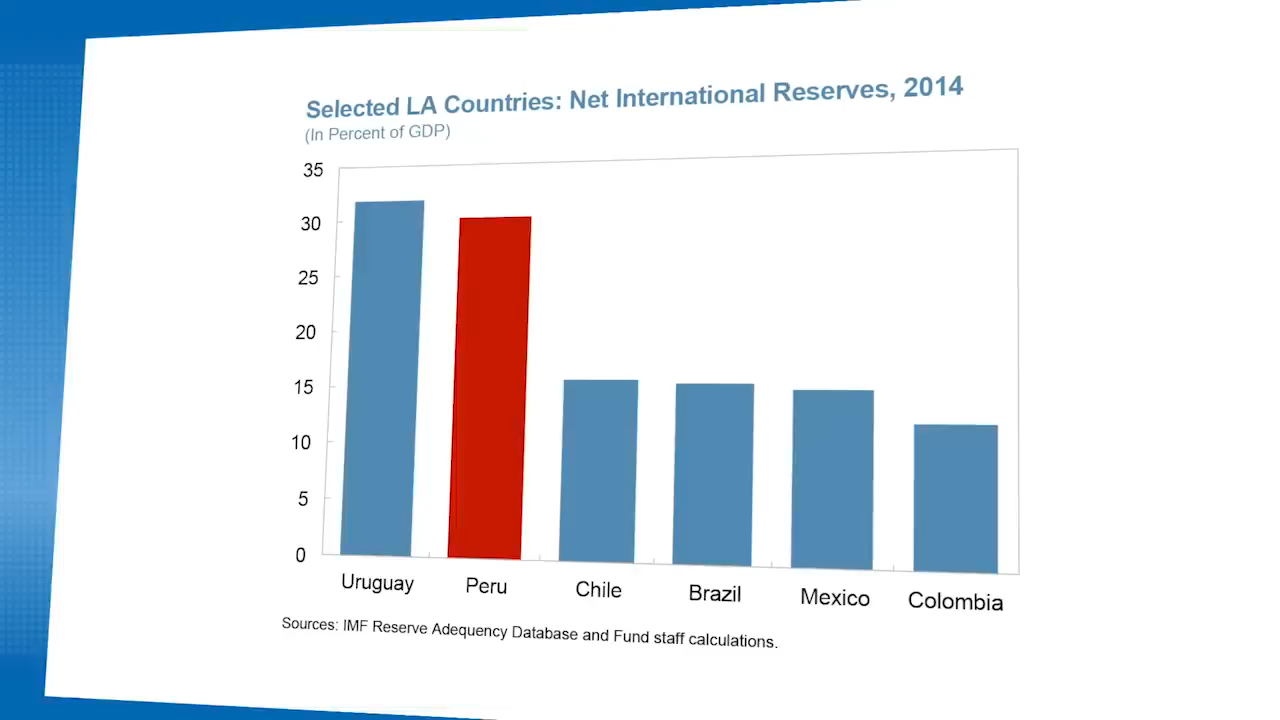 Selected LA Countries: Net International Reserves, 2014
(In Percent of GDP)
35
30
25
20
15
10
5
0
Uruguay Peru Chile Brazil Mexico Colombia
Sources: IMF Reserve Adequency Database and Fund staff calculations.